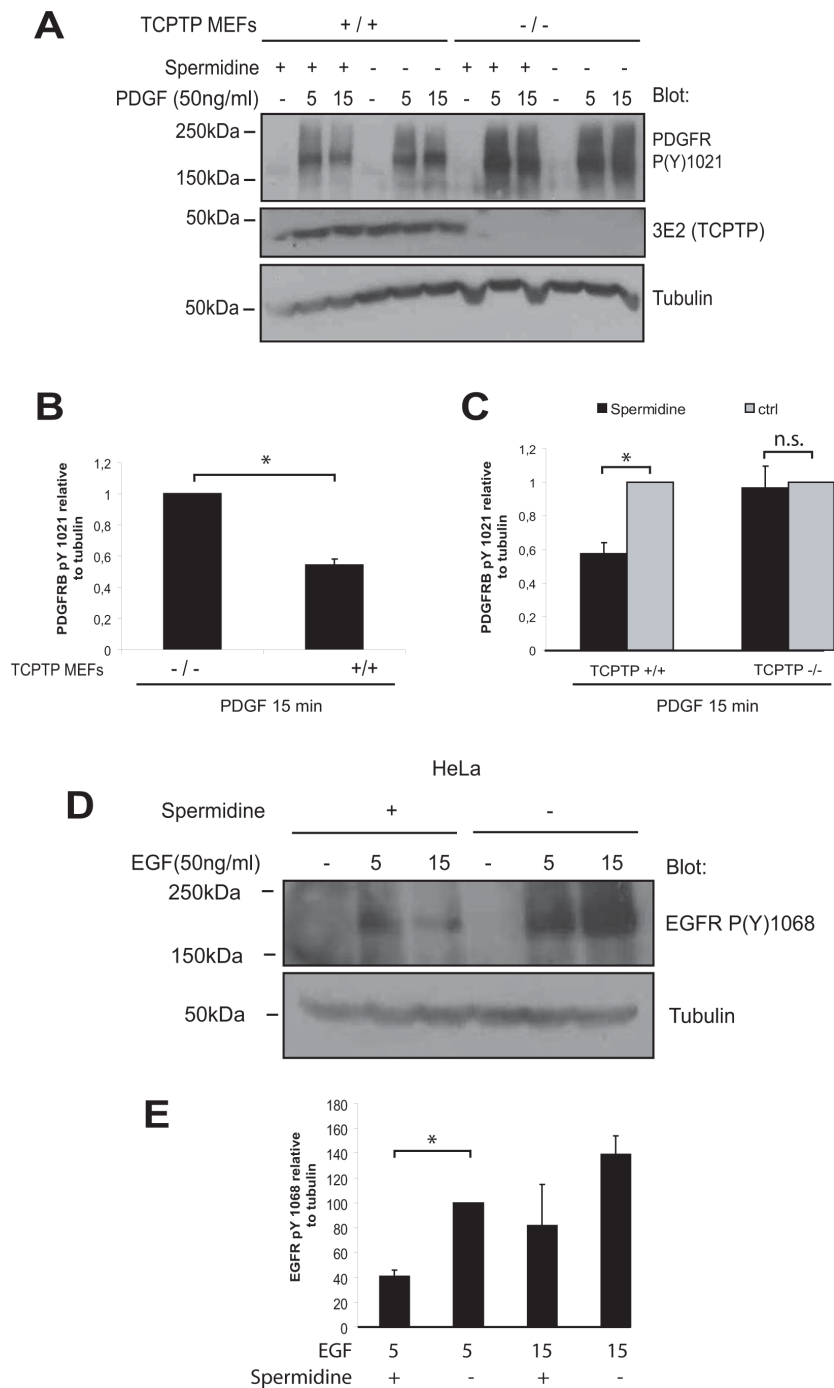 A
TCPTP MEFs + / + - / -
Spermidine + + + - - - + + + - - -
PDGF (50ng/ml) - 5 15 - 5 15 - 5 15 - 5 15 Blot:
250kDa
PDGFR
P(Y)1021
150kDa
50kDa
3E2 (TCPTP)
50kDa
Tubulin
B
PDGFRB pY 1021 relative
to tubulin
1,2
1
0,8
0,6
0,4
0,2
0
*
TCPTP MEFs - / - +/+
PDGF 15 min
C
Spermidine ctrl
PDGFRB pY 1021 relative
to tubulin
1,2
1
0,8
0,6
0,4
0,2
0
* n.s.
TCPTP +/+ TCPTP -/-
PDGF 15 min
HeLa
D
Spermidine + -
EGF(50ng/ml) - 5 15 - 5 15 Blot:
250kDa
EGFR P(Y)1068
150kDa
50kDa
Tubulin
E
EGFR pY 1068 relative
to tubulin
180
160
140
120
100
80
60
40
20
0
*
EGF 5 5 15 15
Spermidine + - + -